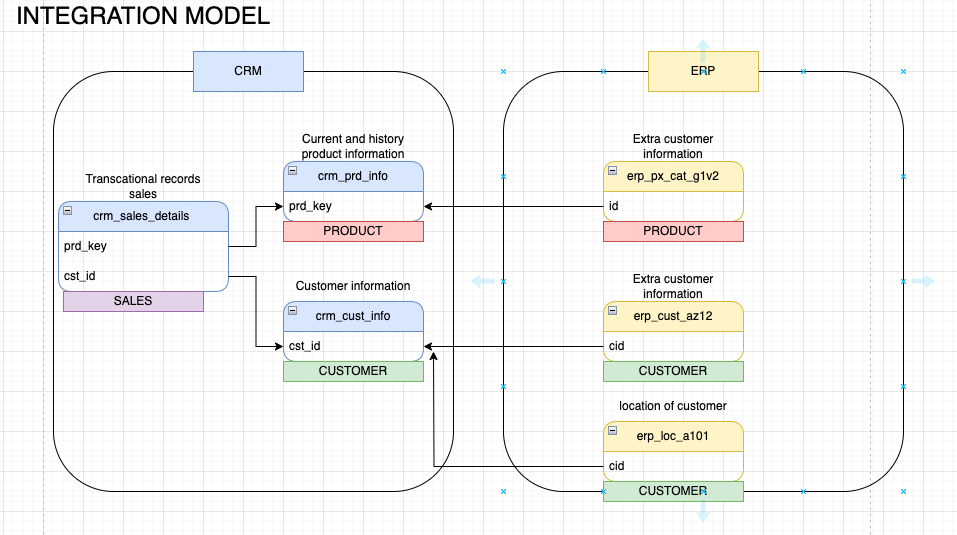 INTEGRATION MODEL
CRM
ERP
Current and history
product information
crm_prd_info
prd_key
PRODUCT
Transcational records
sales
crm_sales_details
prd_key
cst_id
SALES
Customer information
crm_cust_info
cst_id
CUSTOMER
Extra customer
information
erp_px_cat_g1v2
id
PRODUCT
Extra customer
information
erp_cust_az12
cid
CUSTOMER
location of customer
erp_loc_a101
cid
CUSTOMER